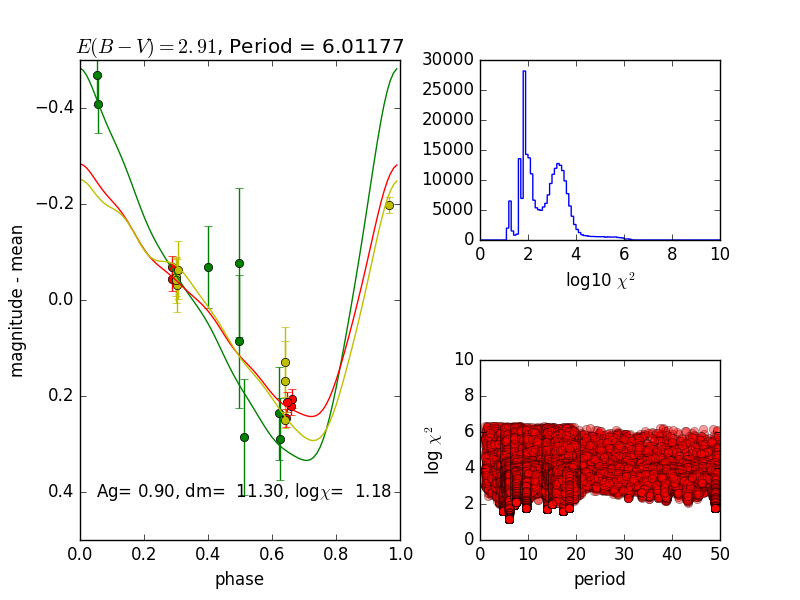 E(B−V)=2.91, Period = 6.01177
−0.4
−0.2
0.0
0.2
0.4
magnitude - mean
Ag= 0.90, dm= 11.30, logχ= 1.18
0.0 0.2 0.4 0.6 0.8 1.0
phase
30000
25000
20000
15000
10000
5000
0
0 2 4 6 8 10
log10 χ²
10
8
6
4
2
0
log χ²
0 10 20 30 40 50
period